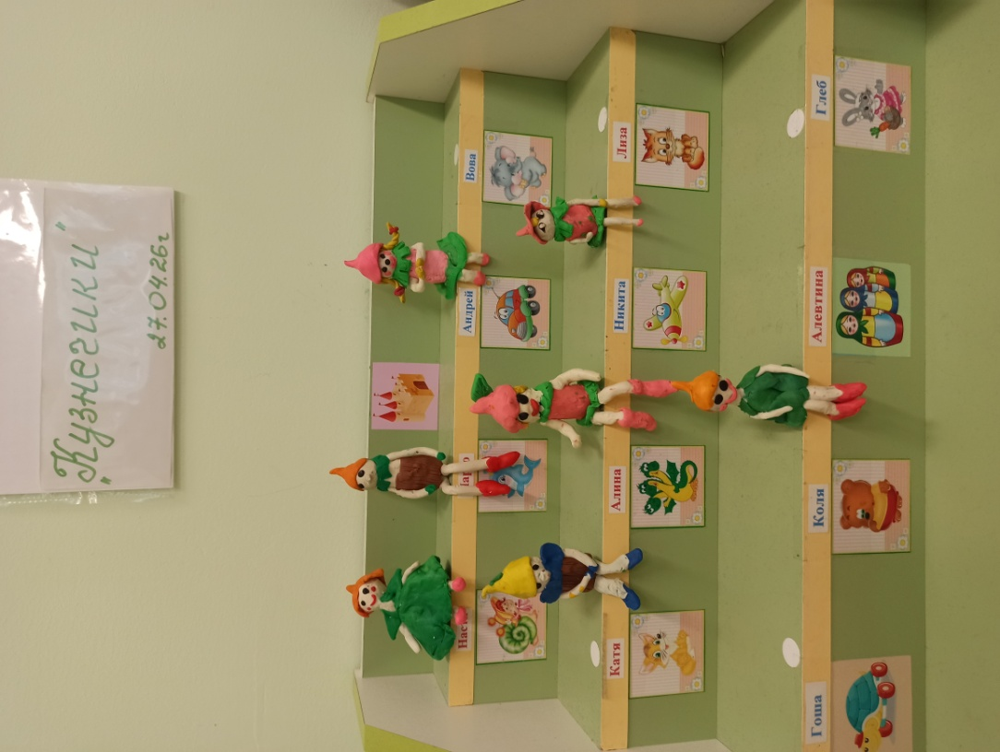 "Кузнечики"
27.04.26г
Андрей
Вова
Катя
Алина
Никита
Лиза
Гоша
Коля
Алевтина
Глеб